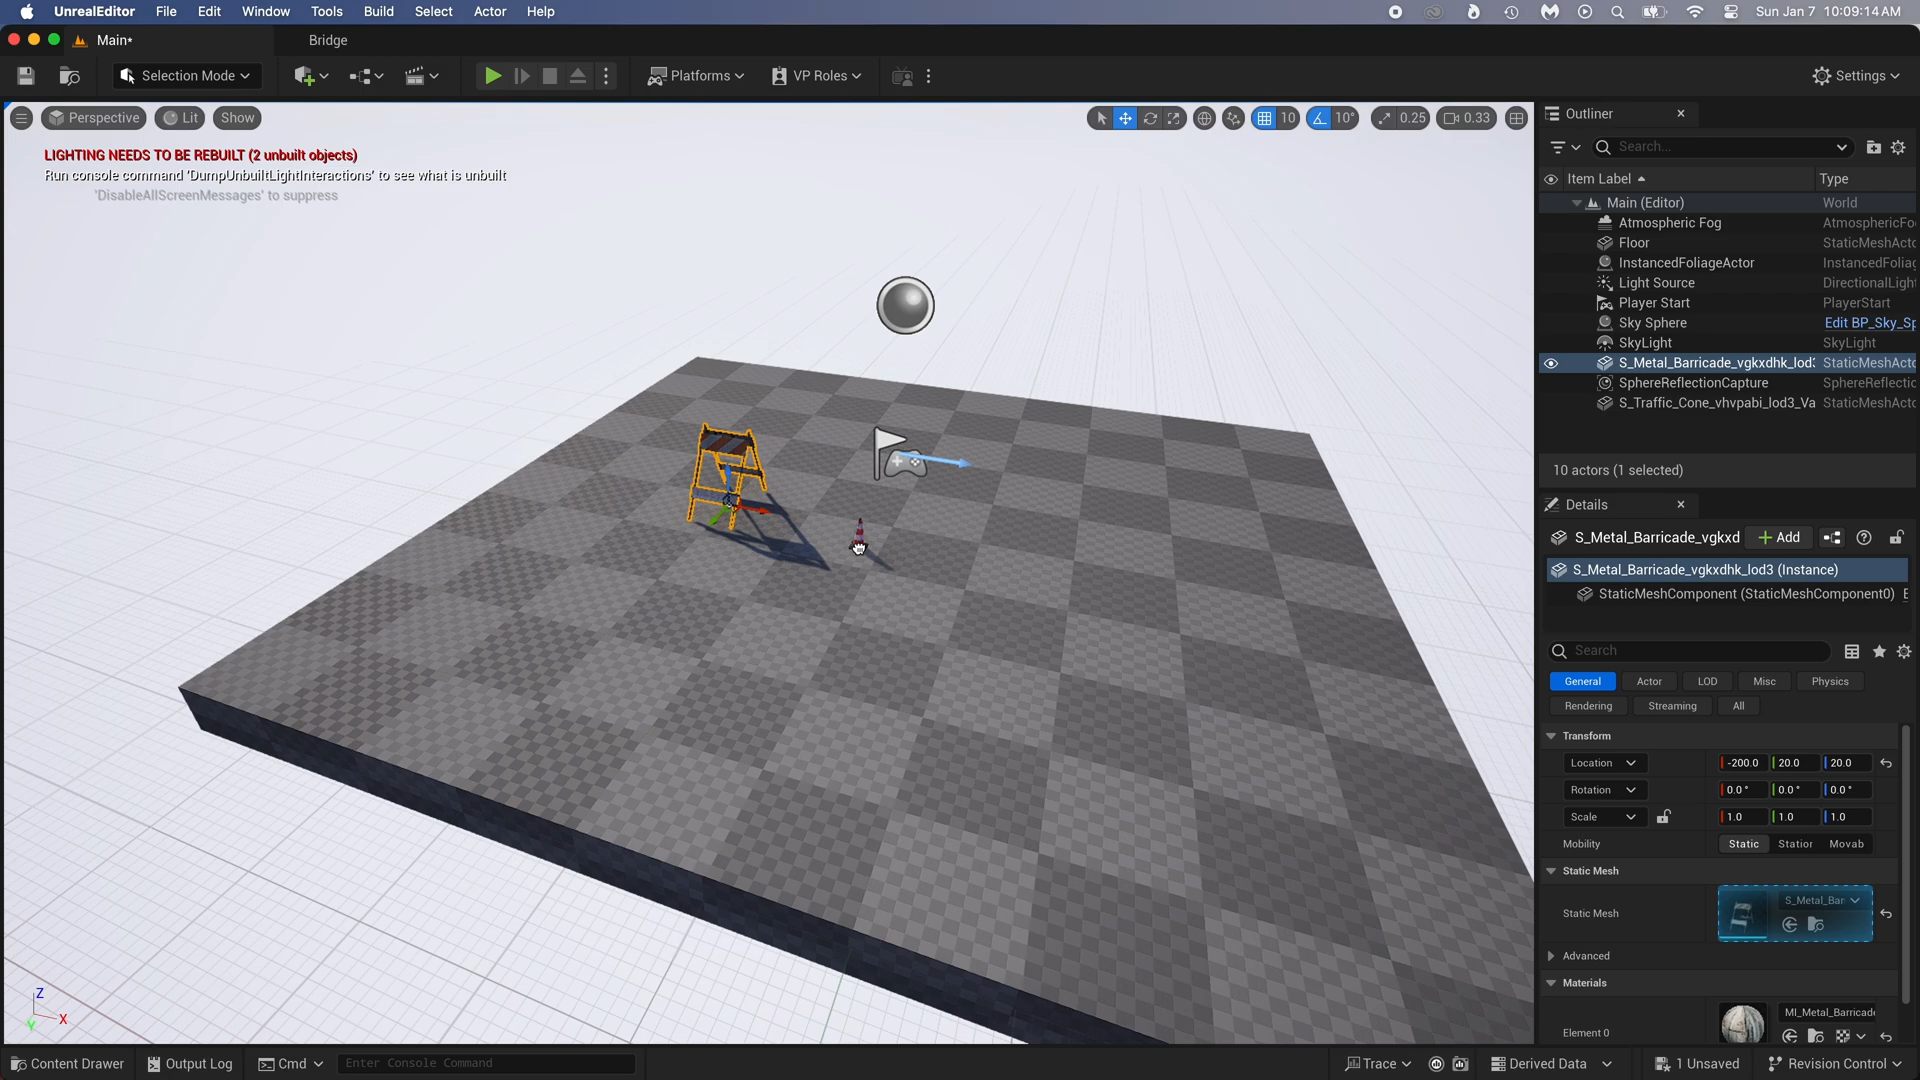 UnrealEditor File Edit Window Tools Build Select Actor Help Sun Jan 7 10:09:14 AM
Main* Bridge
Selection Mode Platforms VP Roles Settings
Perspective Lit Show 10 10° 0.25 0.33
LIGHTING NEEDS TO BE REBUILT (2 unbuilt objects)
Run console command 'DumpUnbuiltLightInteractions' to see what is unbuilt
'DisableAllScreenMessages' to suppress
Outliner
Search...
Item Label Type
Main (Editor) World
Atmospheric Fog AtmosphericFo
Floor StaticMeshActo
InstancedFoliageActor InstancedFoliag
Light Source DirectionalLigh
Player Start PlayerStart
Sky Sphere Edit BP_Sky_Sp
SkyLight SkyLight
S_Metal_Barricade_vgkxdhk_lod3 StaticMeshActo
SphereReflectionCapture SphereReflectic
S_Traffic_Cone_vhvpabi_lod3_Va StaticMeshActo
10 actors (1 selected)
Details
S_Metal_Barricade_vgkxd Add
S_Metal_Barricade_vgkxdhk_lod3 (Instance)
StaticMeshComponent (StaticMeshComponent0) E
Search
General Actor LOD Misc Physics
Rendering Streaming All
Transform
Location -200.0 20.0 20.0
Rotation 0.0° 0.0° 0.0°
Scale 1.0 1.0 1.0
Mobility Static Station Movab
Static Mesh
S_Metal_Bar
Static Mesh
Advanced
Materials
MI_Metal_Barricade
Element 0
Z
X
Y
Content Drawer Output Log Cmd Enter Console Command Trace Derived Data 1 Unsaved Revision Control